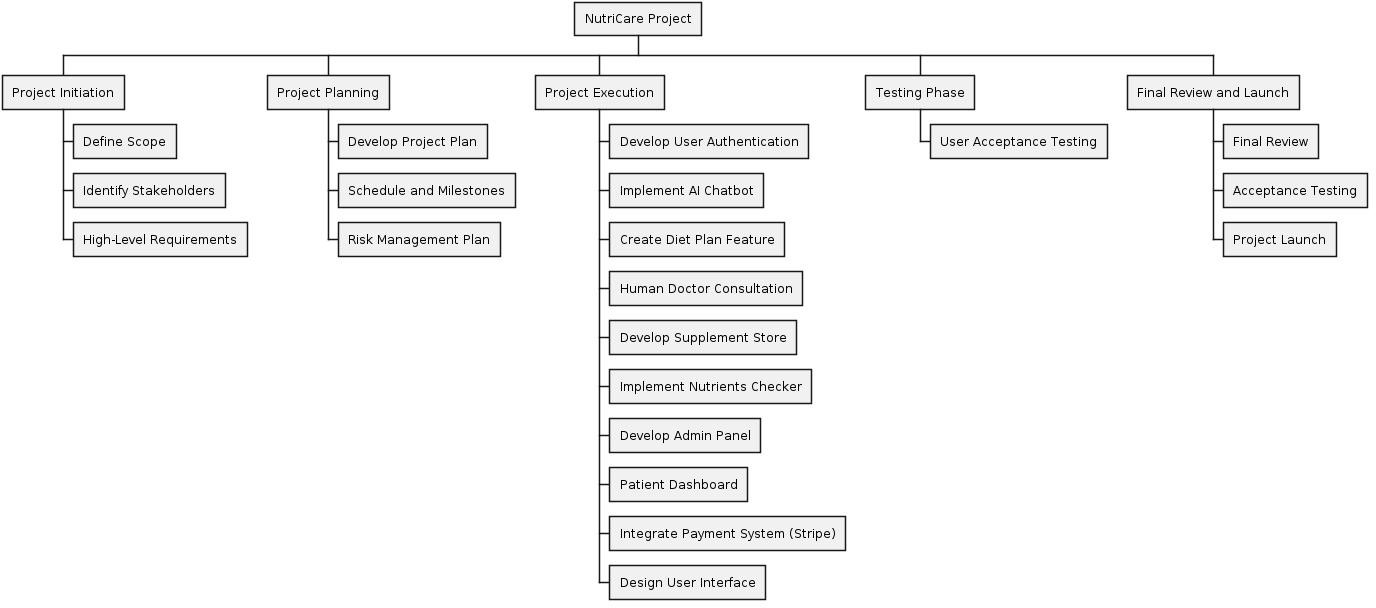 NutriCare Project
Project Initiation
Define Scope
Identify Stakeholders
High-Level Requirements
Project Planning
Develop Project Plan
Schedule and Milestones
Risk Management Plan
Project Execution
Develop User Authentication
Implement AI Chatbot
Create Diet Plan Feature
Human Doctor Consultation
Develop Supplement Store
Implement Nutrients Checker
Develop Admin Panel
Patient Dashboard
Integrate Payment System (Stripe)
Design User Interface
Testing Phase
User Acceptance Testing
Final Review and Launch
Final Review
Acceptance Testing
Project Launch